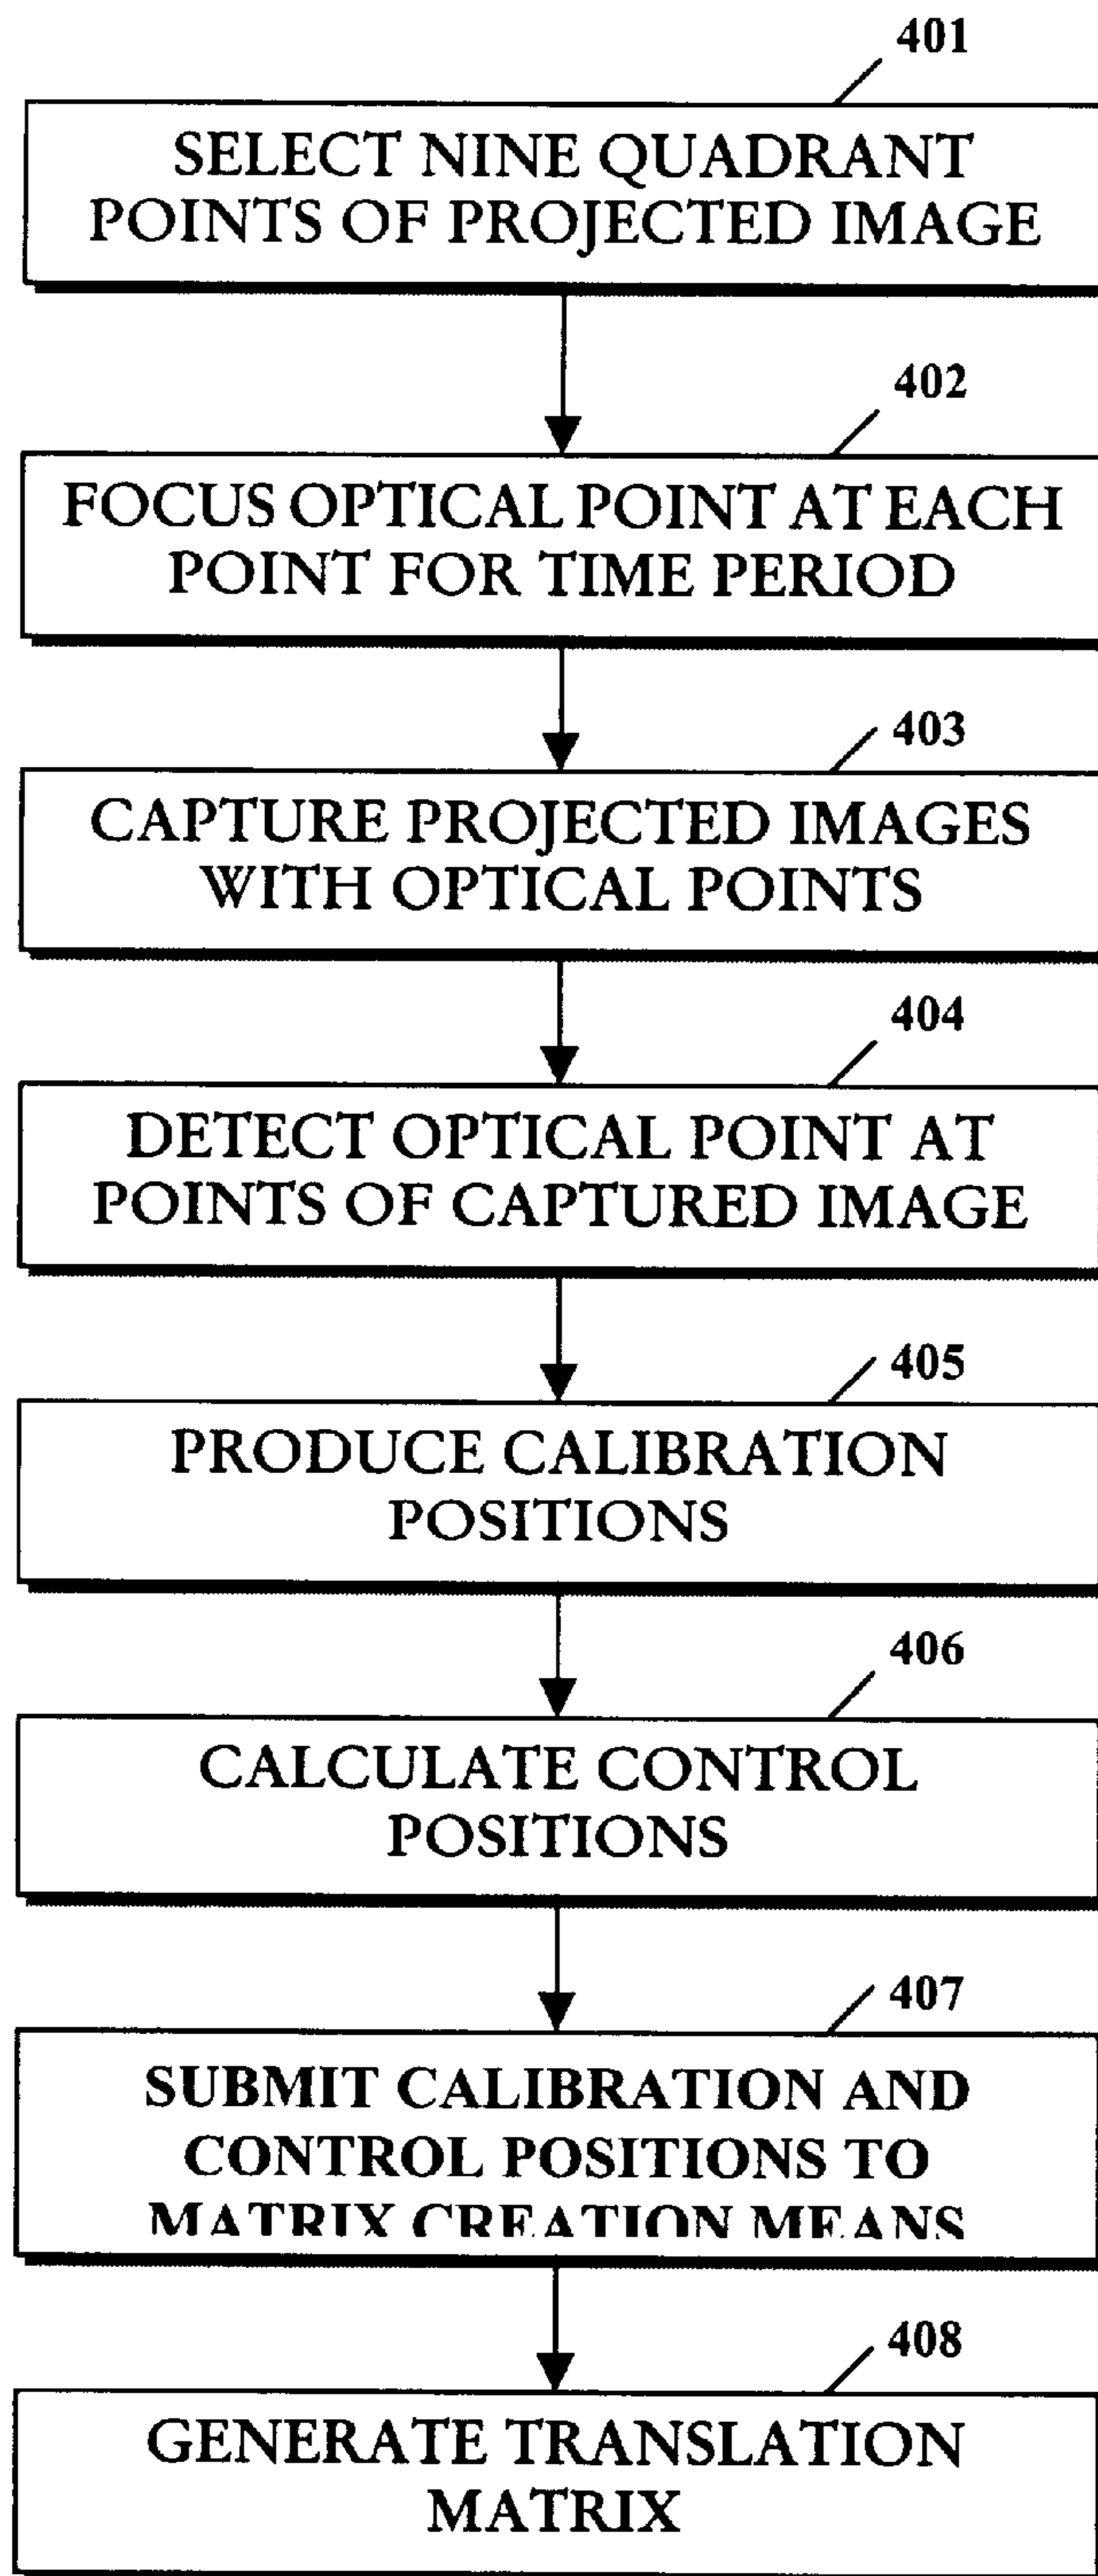 401
SELECT NINE QUADRANT
POINTS OF PROJECTED IMAGE
402
FOCUS OPTICAL POINT AT EACH
POINT FOR TIME PERIOD
403
CAPTURE PROJECTED IMAGES
WITH OPTICAL POINTS
404
DETECT OPTICAL POINT AT
POINTS OF CAPTURED IMAGE
405
PRODUCE CALIBRATION
POSITIONS
406
CALCULATE CONTROL
POSITIONS
407
SUBMIT CALIBRATION AND
CONTROL POSITIONS TO
MATRIX CREATION MEANS
408
GENERATE TRANSLATION
MATRIX